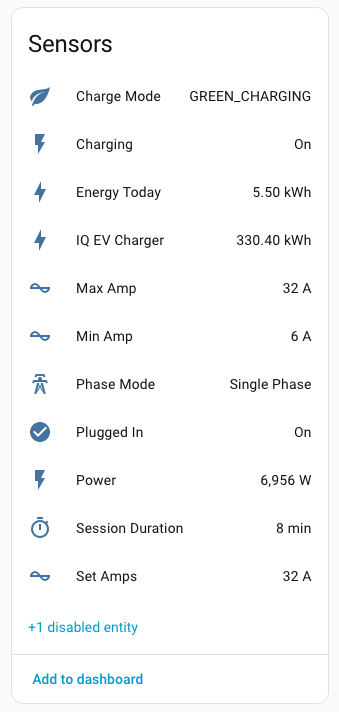 Sensors
Charge Mode GREEN_CHARGING
Charging On
Energy Today 5.50 kWh
IQ EV Charger 330.40 kWh
Max Amp 32 A
Min Amp 6 A
Phase Mode Single Phase
Plugged In On
Power 6,956 W
Session Duration 8 min
Set Amps 32 A
+1 disabled entity
Add to dashboard